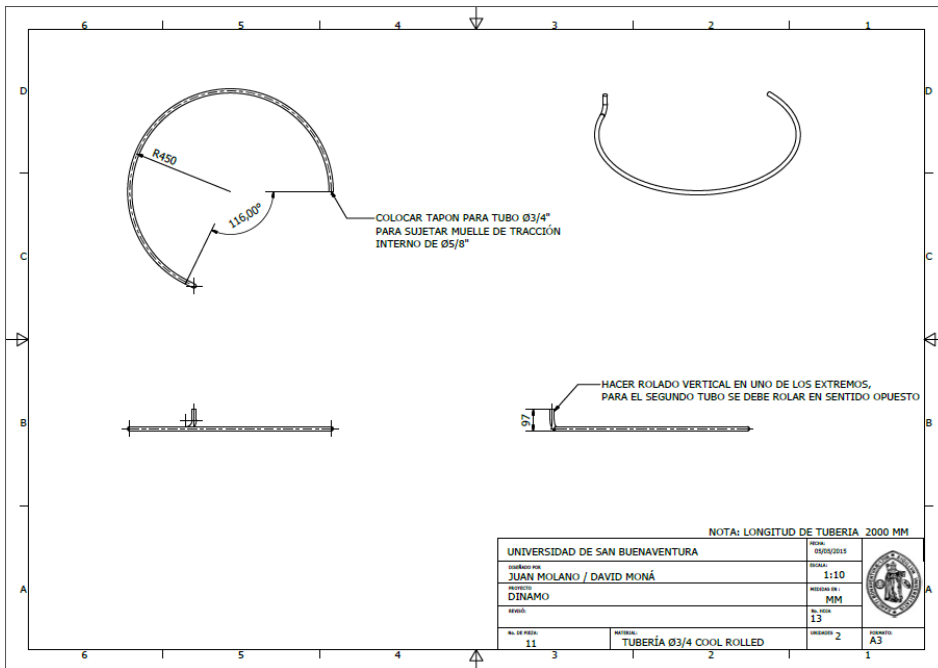 6 5 4 3 2 1
D D
R450
116,00°
COLOCAR TAPON PARA TUBO Ø3/4"
PARA SUJETAR MUELLE DE TRACCIÓN
INTERNO DE Ø5/8"
C C
HACER ROLADO VERTICAL EN UNO DE LOS EXTREMOS,
PARA EL SEGUNDO TUBO SE DEBE ROLAR EN SENTIDO OPUESTO
97
B B
NOTA: LONGITUD DE TUBERIA 2000 MM
UNIVERSIDAD DE SAN BUENAVENTURA
FECHA:
05/05/2015
DISEÑADO POR
JUAN MOLANO / DAVID MONÁ
ESCALA:
1:10
PROYECTO:
DINAMO
MEDIDAS EN :
MM
REVISÓ:
No. HOJA
13
No. DE PIEZA:
11
MATERIAL:
TUBERÍA Ø3/4 COOL ROLLED
UNIDADES 2
FORMATO:
A3
A A
6 5 4 3 2 1